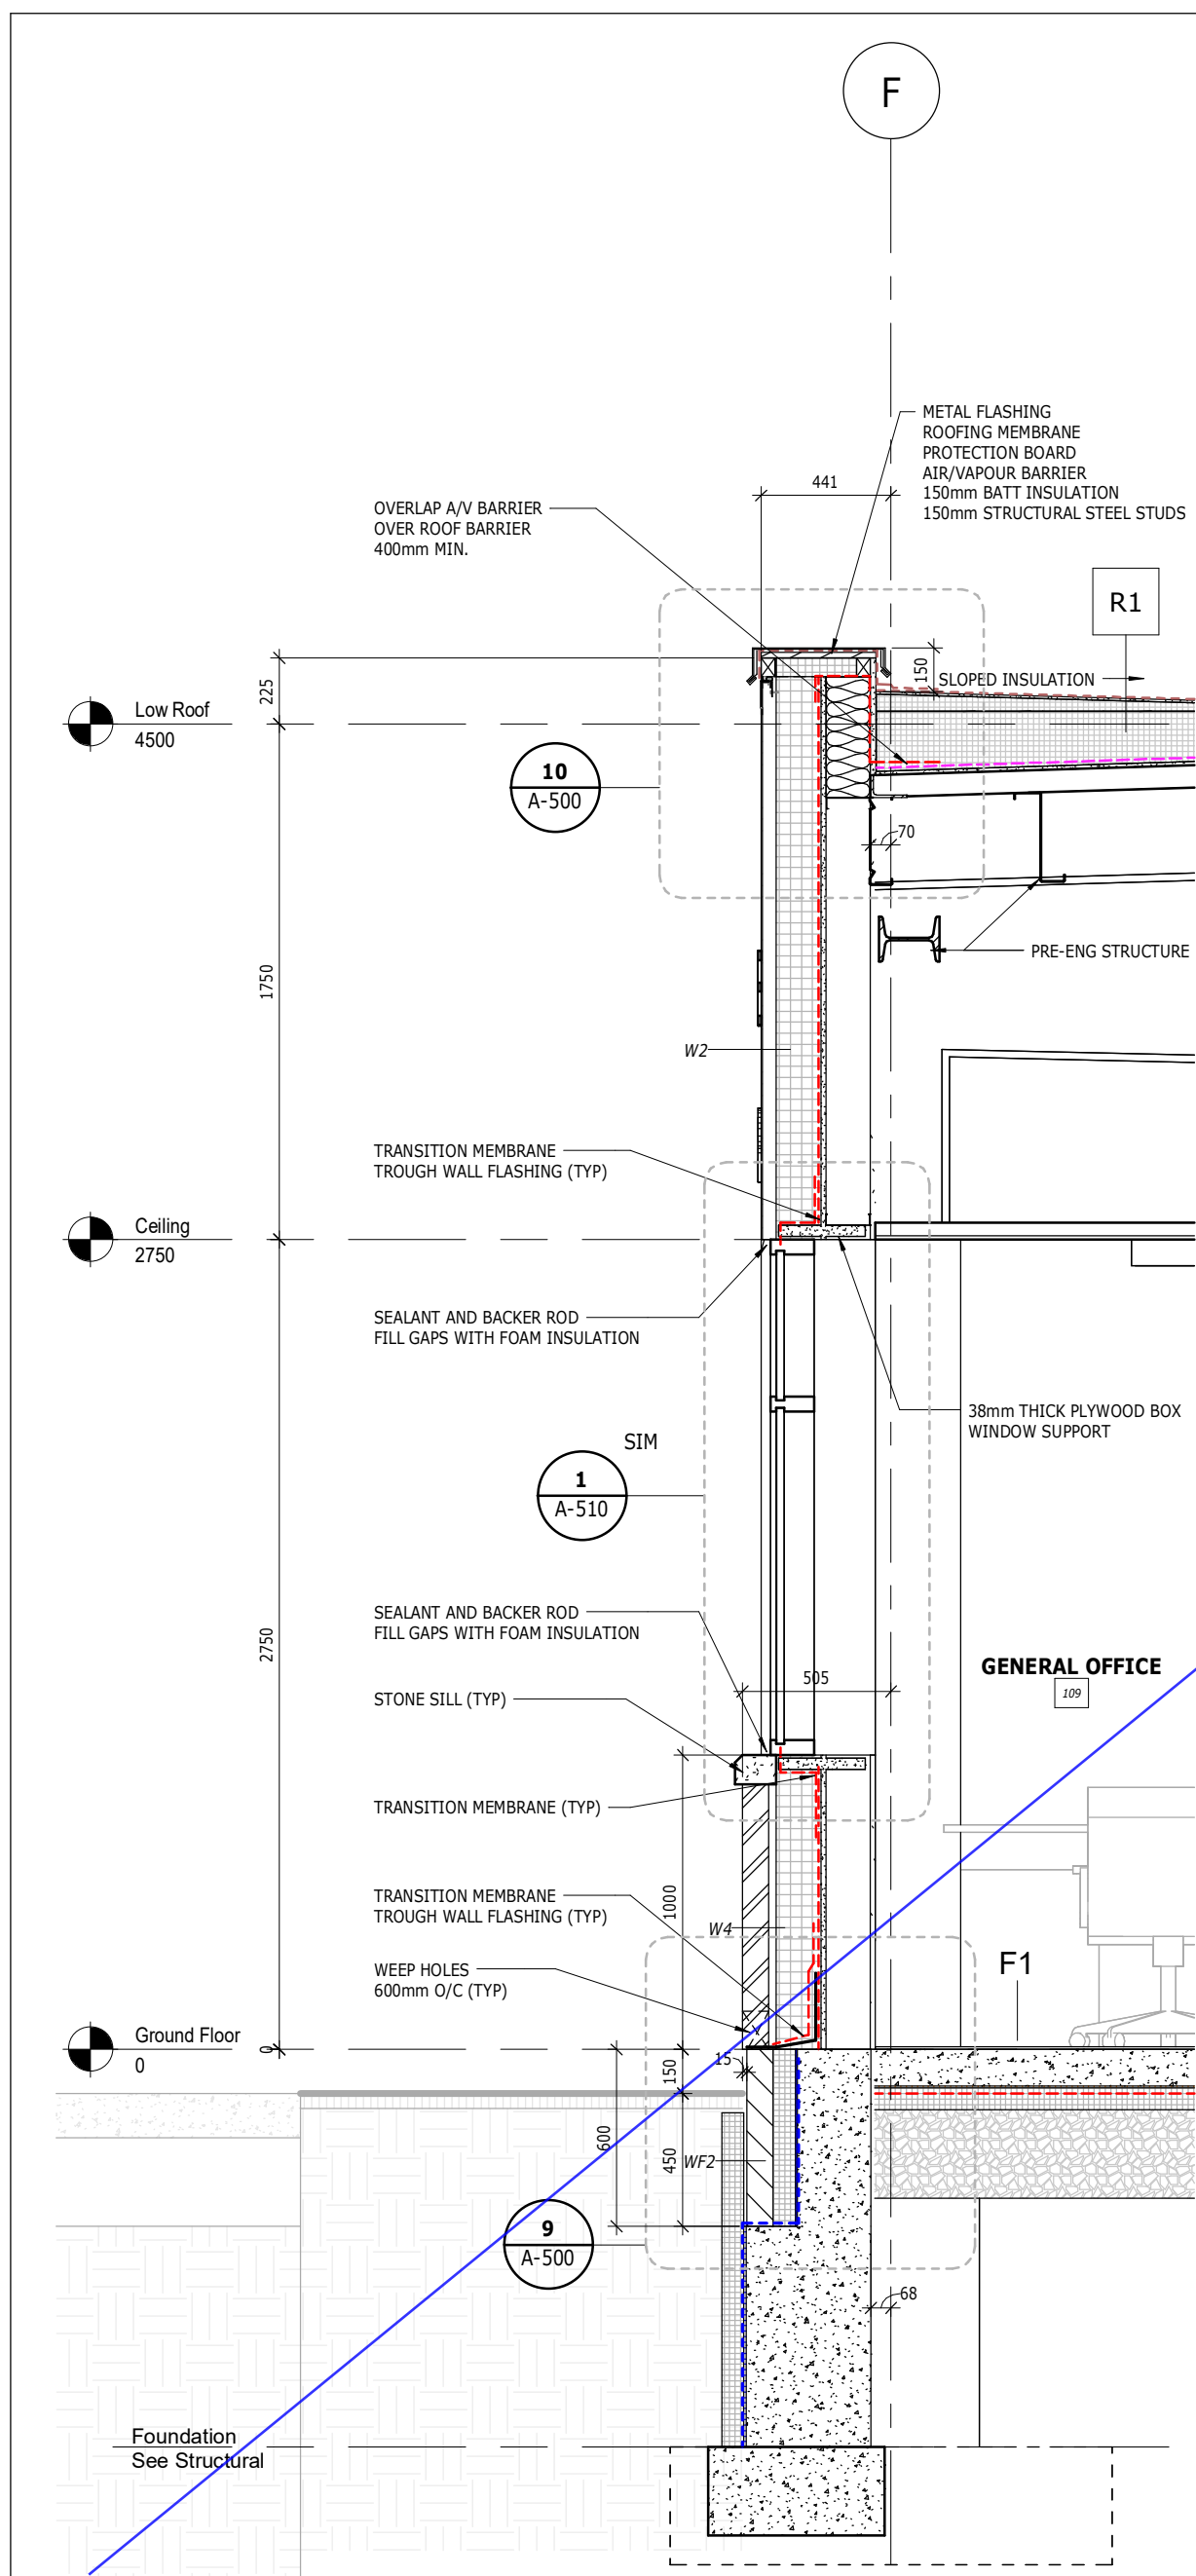 F
METAL FLASHING
ROOFING MEMBRANE
PROTECTION BOARD
AIR/VAPOUR BARRIER
150mm BATT INSULATION
150mm STRUCTURAL STEEL STUDS
441
OVERLAP A/V BARRIER
OVER ROOF BARRIER
400mm MIN.
R1
150
SLOPED INSULATION
225
Low Roof
4500
10
A-500
70
PRE-ENG STRUCTURE
1750
W2
TRANSITION MEMBRANE
TROUGH WALL FLASHING (TYP)
Ceiling
2750
SEALANT AND BACKER ROD
FILL GAPS WITH FOAM INSULATION
38mm THICK PLYWOOD BOX
WINDOW SUPPORT
SIM
1
A-510
SEALANT AND BACKER ROD
FILL GAPS WITH FOAM INSULATION
2750
GENERAL OFFICE
109
505
STONE SILL (TYP)
TRANSITION MEMBRANE (TYP)
1000
TRANSITION MEMBRANE
TROUGH WALL FLASHING (TYP)
W4
WEEP HOLES
600mm O/C (TYP)
F1
Ground Floor
0
0
150
15
600
450
WF2
9
A-500
68
Foundation
See Structural